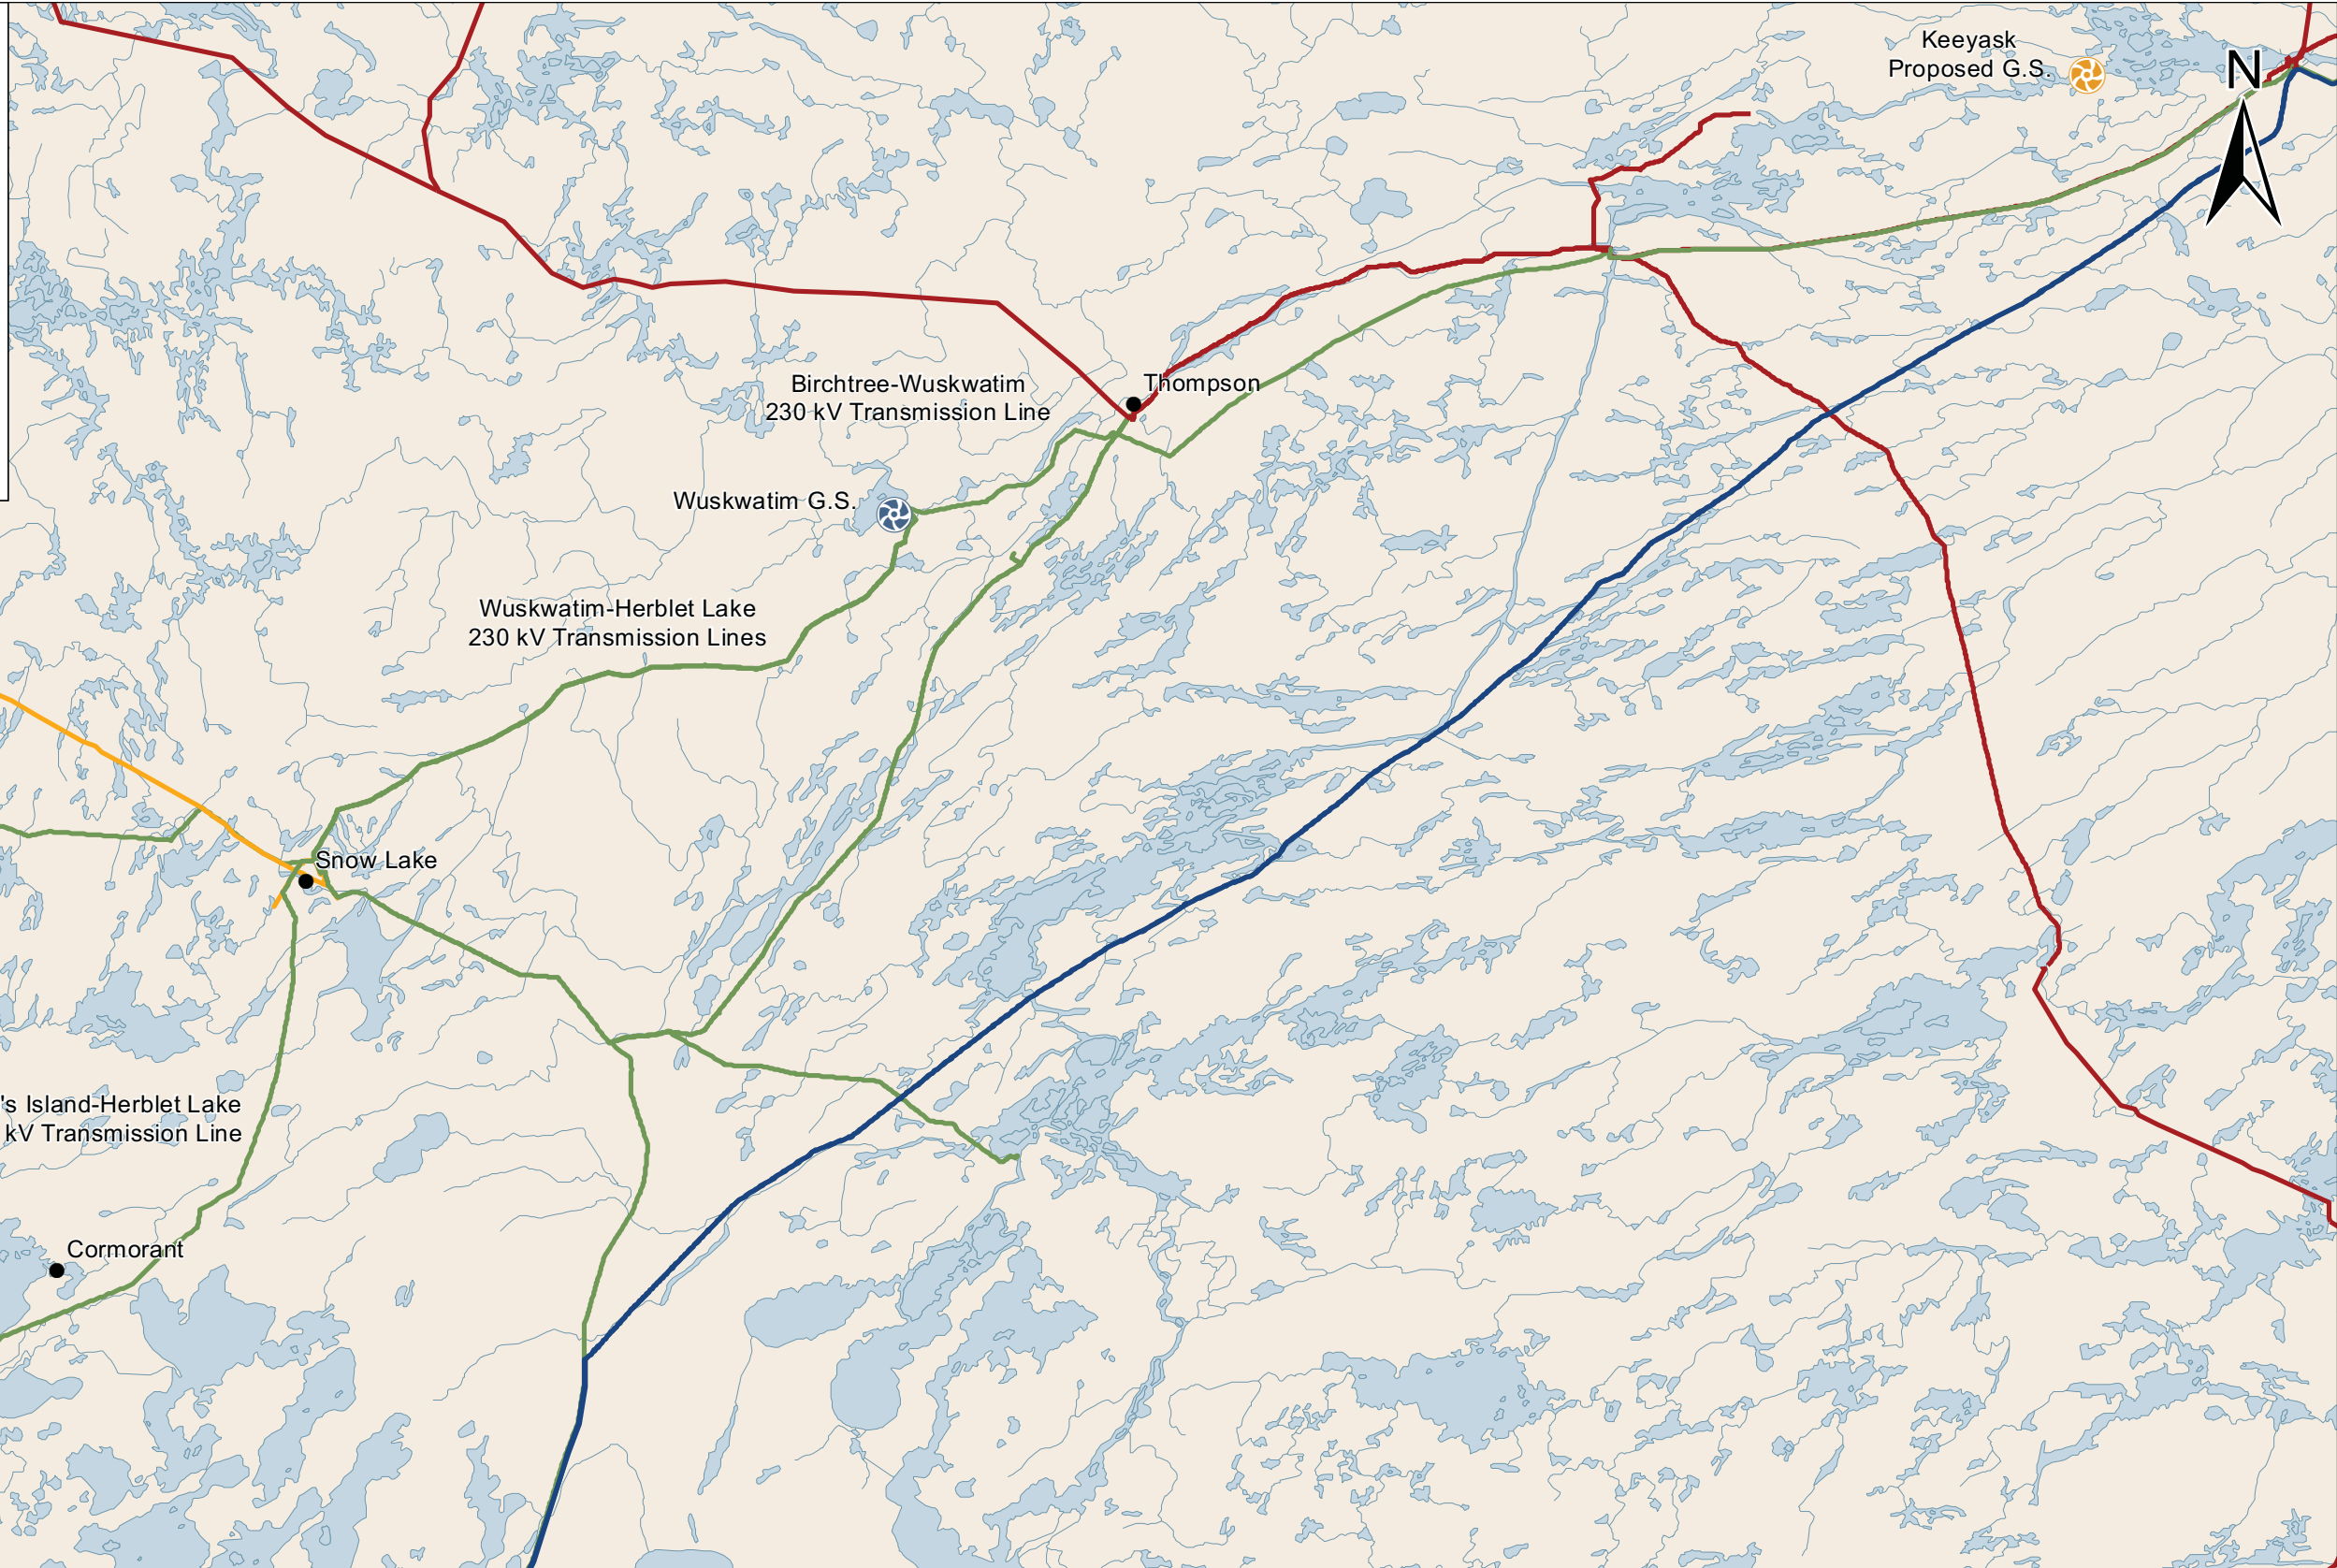 Keeyask
Proposed G.S.
N
Birchtree-Wuskwatim
230 kV Transmission Line
Thompson
Wuskwatim G.S.
Wuskwatim-Herblet Lake
230 kV Transmission Lines
Snow Lake
's Island-Herblet Lake
kV Transmission Line
Cormorant